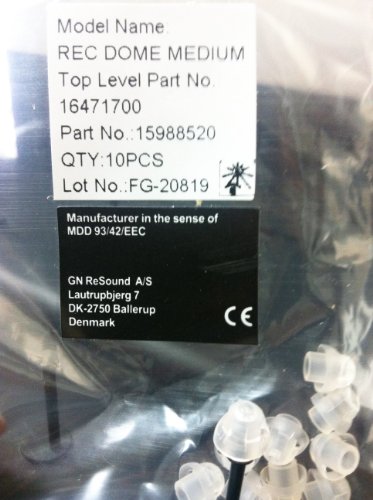 Model Name:
REC DOME MEDIUM
Top Level Part No.
16471700
Part No.:15988520
QTY:10PCS
Lot No.:FG-20819
Manufacturer in the sense of
MDD 93/42/EEC
GN ReSound A/S
Lautrupbjerg 7
DK-2750 Ballerup
Denmark
CE